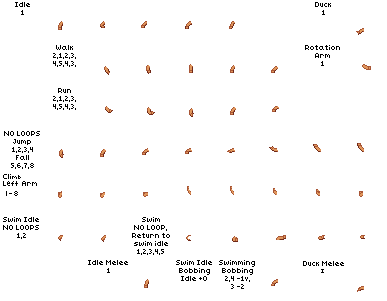 Idle
1
Duck
1
Walk
2,1,2,3,
4,5,4,3,
Rotation
Arm
1
Run
2,1,2,3,
4,5,4,3,
NO LOOPS
Jump
1,2,3,4
Fall
5,6,7,8
Climb
Left Arm
1-8
Swim Idle
NO LOOPS
1,2
Swim
NO LOOP,
Return to
swim idle
1,2,3,4,5
Idle Melee
1
Swim Idle
Bobbing
Idle +0
Swimming
Bobbing
2,4 -1v,
3 -2
Duck Melee
1